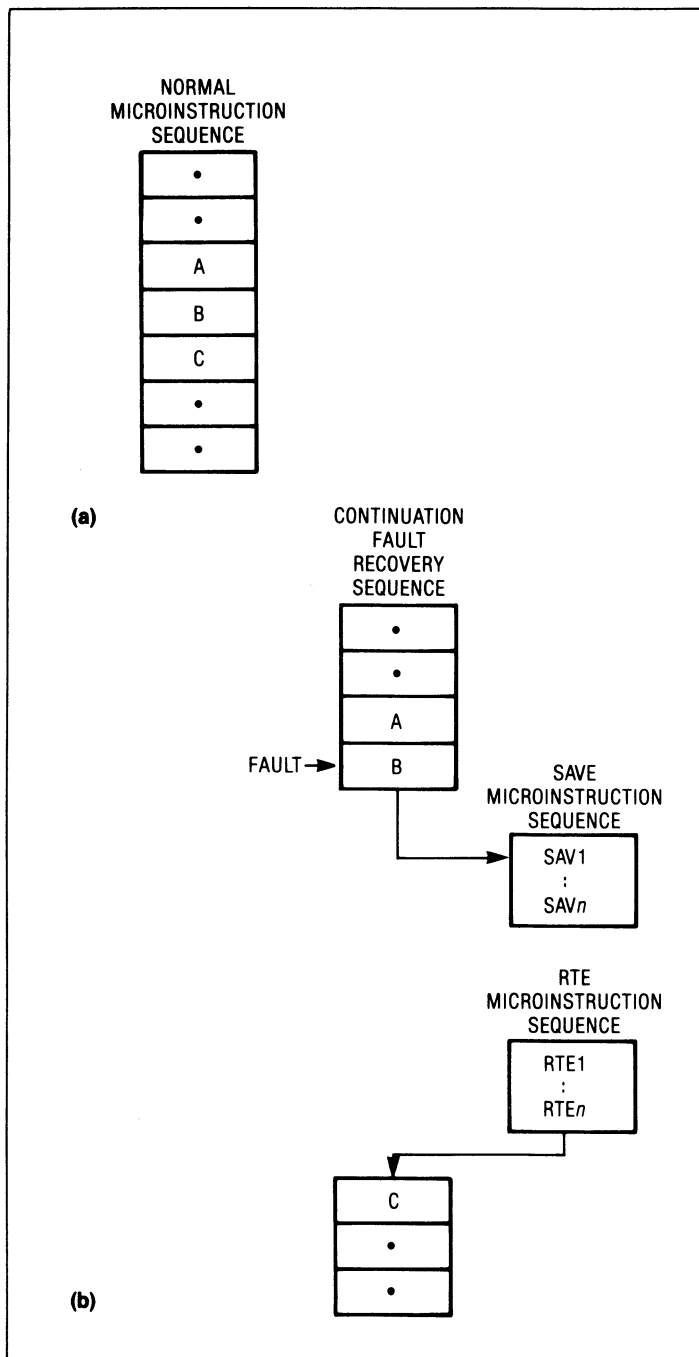 NORMAL
MICROINSTRUCTION
SEQUENCE
•
•
A
B
C
•
•
(a)
CONTINUATION
FAULT
RECOVERY
SEQUENCE
•
•
A
FAULT
B
SAVE
MICROINSTRUCTION
SEQUENCE
SAV1
:
SAVn
RTE
MICROINSTRUCTION
SEQUENCE
RTE1
:
RTEn
C
•
•
(b)